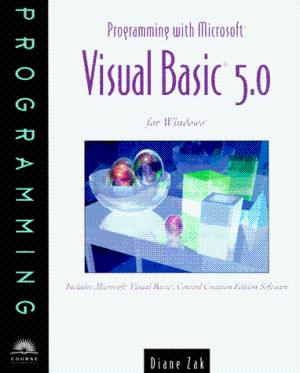 PROGRAMMING
Programming with Microsoft®
Visual Basic® 5.0
for Windows®
Includes Microsoft® Visual Basic®, Control Creation Edition Software
COURSE
TECHNOLOGY
Diane Zak